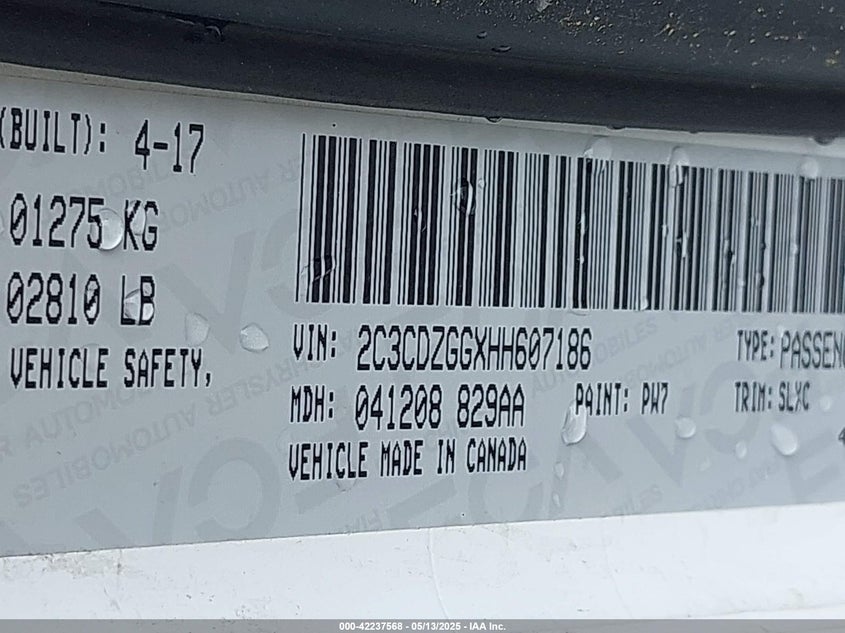 (BUILT): 4-17
01275 KG
02810 LB
VEHICLE SAFETY,
VIN: 2C3CDZGGXHH607186
TYPE: PASSEN
MDH: 041208 829AA
PAINT: PW7
TRIM: SLXC
VEHICLE MADE IN CANADA
000-42237568 - 05/13/2025 - IAA Inc.